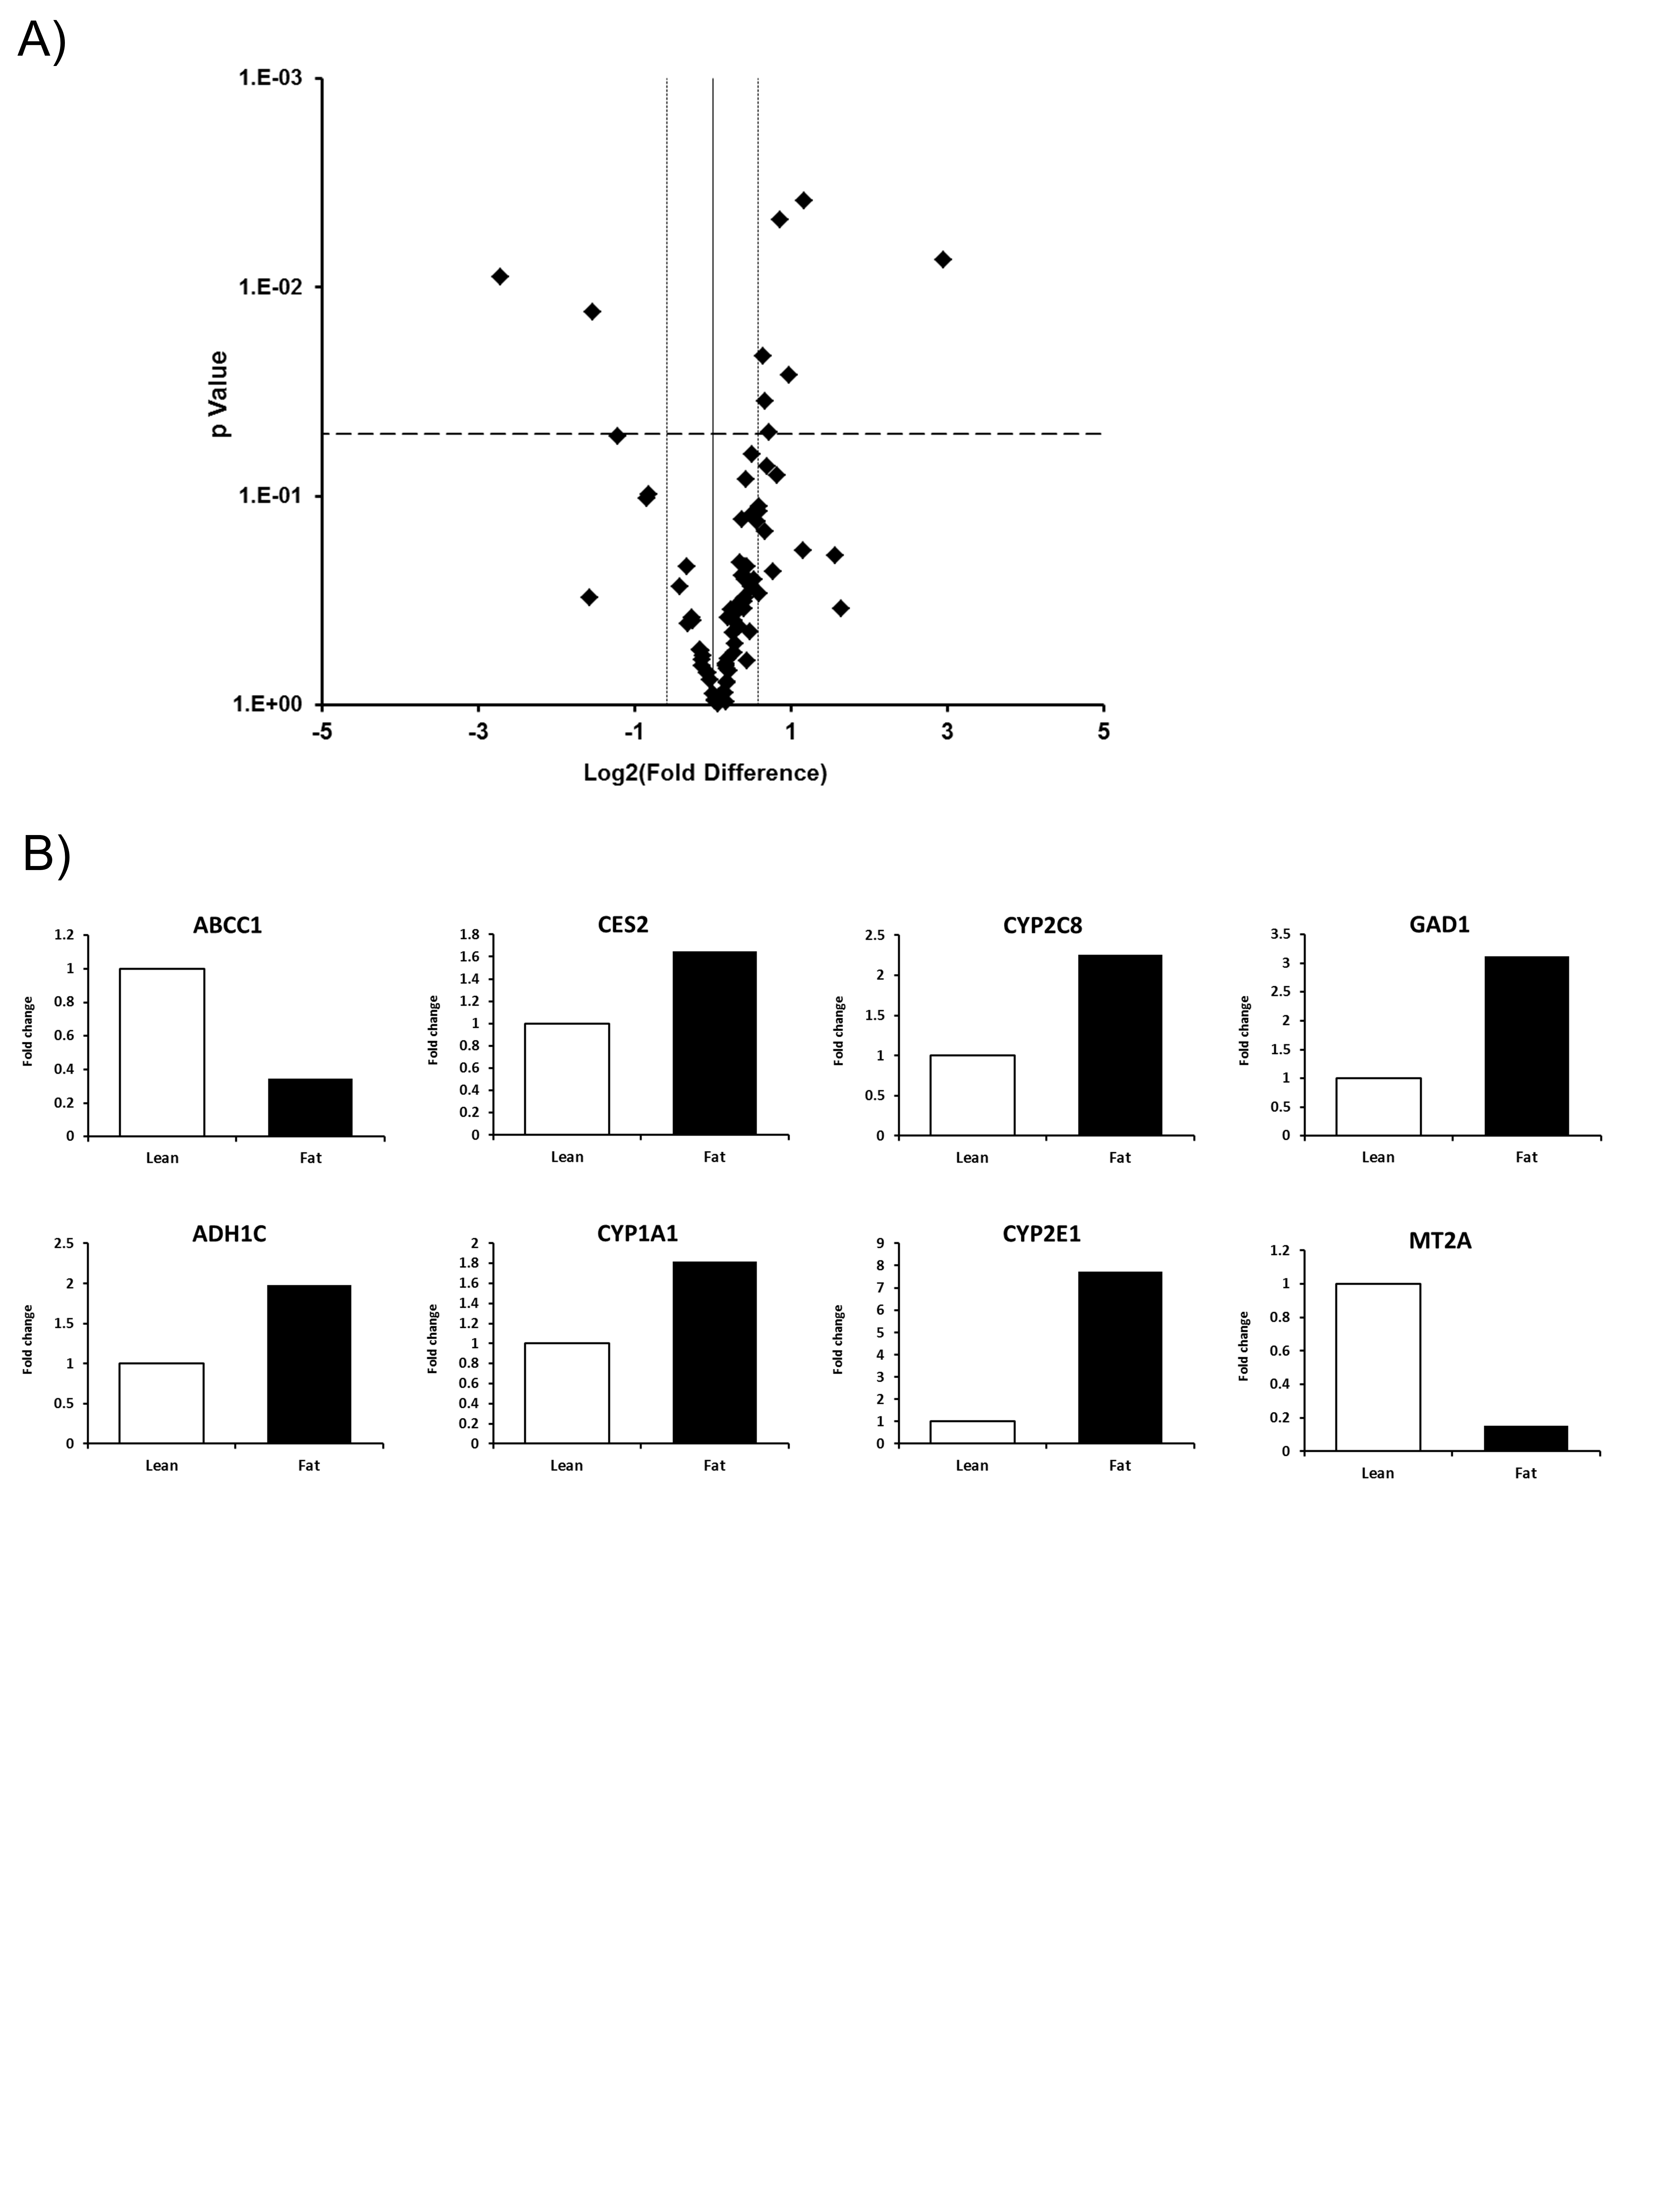 A)
1.E-03
1.E-02
1.E-01
1.E+00
p Value
-5 -3 -1 1 3 5
Log2(Fold Difference)
B)
ABCC1
1.2
1
0.8
0.6
0.4
0.2
0
Fold change
Lean Fat
CES2
1.8
1.6
1.4
1.2
1
0.8
0.6
0.4
0.2
0
Fold change
Lean Fat
CYP2C8
2.5
2
1.5
1
0.5
0
Fold change
Lean Fat
GAD1
3.5
3
2.5
2
1.5
1
0.5
0
Fold change
Lean Fat
ADH1C
2.5
2
1.5
1
0.5
0
Fold change
Lean Fat
CYP1A1
2
1.8
1.6
1.4
1.2
1
0.8
0.6
0.4
0.2
0
Fold change
Lean Fat
CYP2E1
9
8
7
6
5
4
3
2
1
0
Fold change
Lean Fat
MT2A
1.2
1
0.8
0.6
0.4
0.2
0
Fold change
Lean Fat